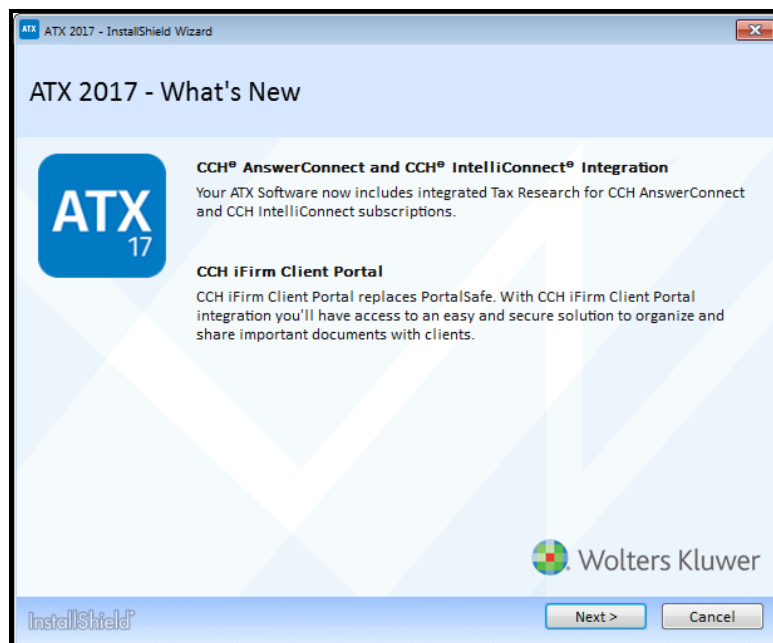 ATX ATX 2017 - InstallShield Wizard
ATX 2017 - What's New
ATX
17
CCH® AnswerConnect and CCH® IntelliConnect® Integration
Your ATX Software now includes integrated Tax Research for CCH AnswerConnect
and CCH IntelliConnect subscriptions.
CCH iFirm Client Portal
CCH iFirm Client Portal replaces PortalSafe. With CCH iFirm Client Portal
integration you'll have access to an easy and secure solution to organize and
share important documents with clients.
Wolters Kluwer
InstallShield
Next > Cancel